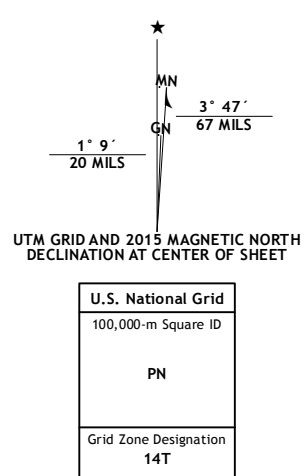 ★
MN
3° 47´
67 MILS
GN
1° 9´
20 MILS
UTM GRID AND 2015 MAGNETIC NORTH
DECLINATION AT CENTER OF SHEET
U.S. National Grid
100,000-m Square ID
PN
Grid Zone Designation
14T